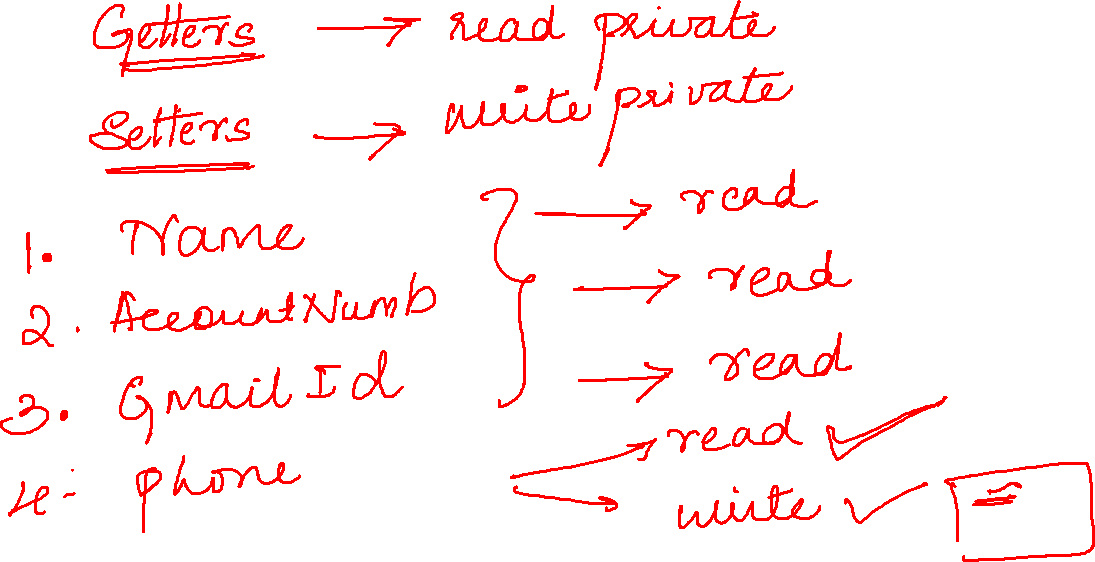 Getters → read private
Setters → write private
1. Name → read
2. AccountNumb → read
3. Gmail Id → read
4. phone → read ✓
→ write ✓